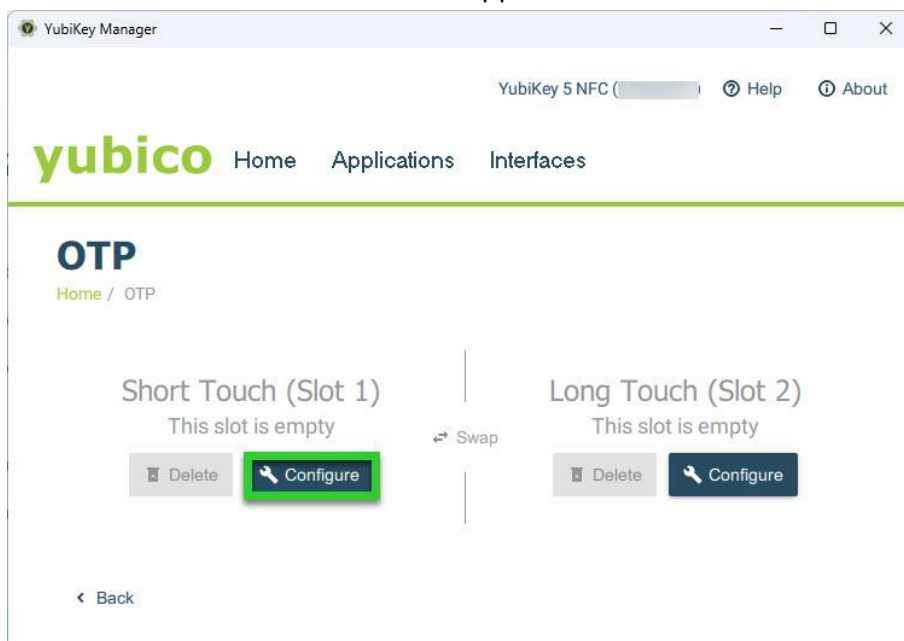 YubiKey Manager
YubiKey 5 NFC ( ) Help About
yubico Home Applications Interfaces
OTP
Home / OTP
Short Touch (Slot 1)
This slot is empty
Delete Configure
Swap
Long Touch (Slot 2)
This slot is empty
Delete Configure
Back